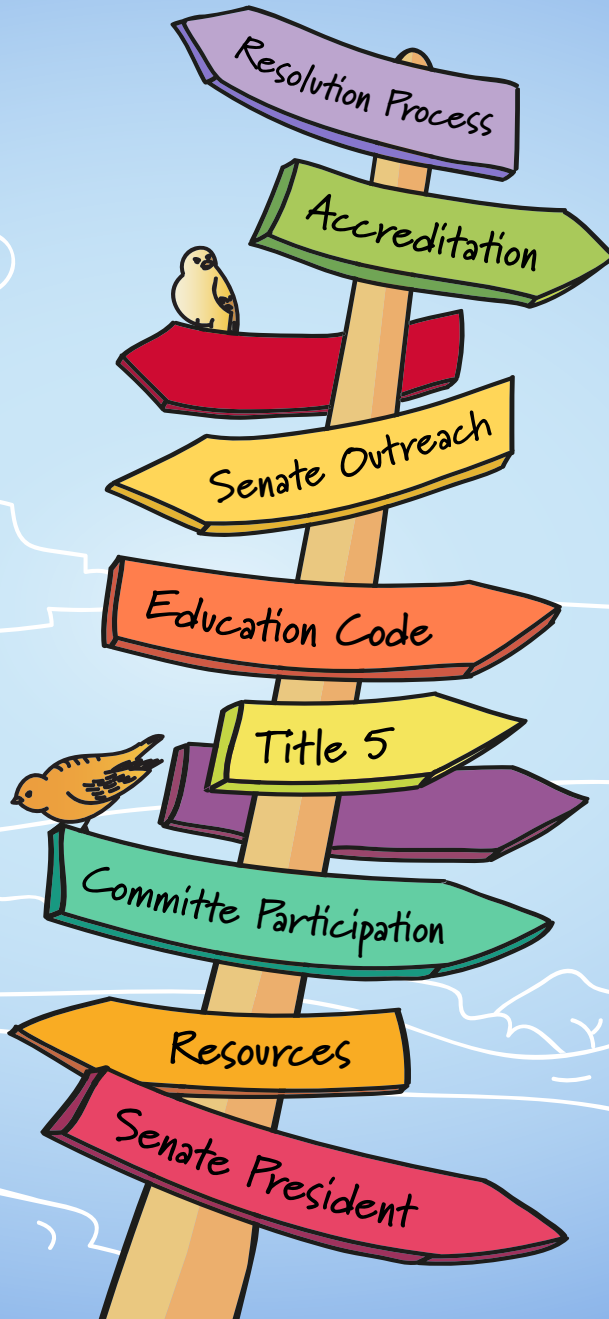 Resolution Process
Accreditation
Senate Outreach
Education Code
Title 5
Committe Participation
Resources
Senate President